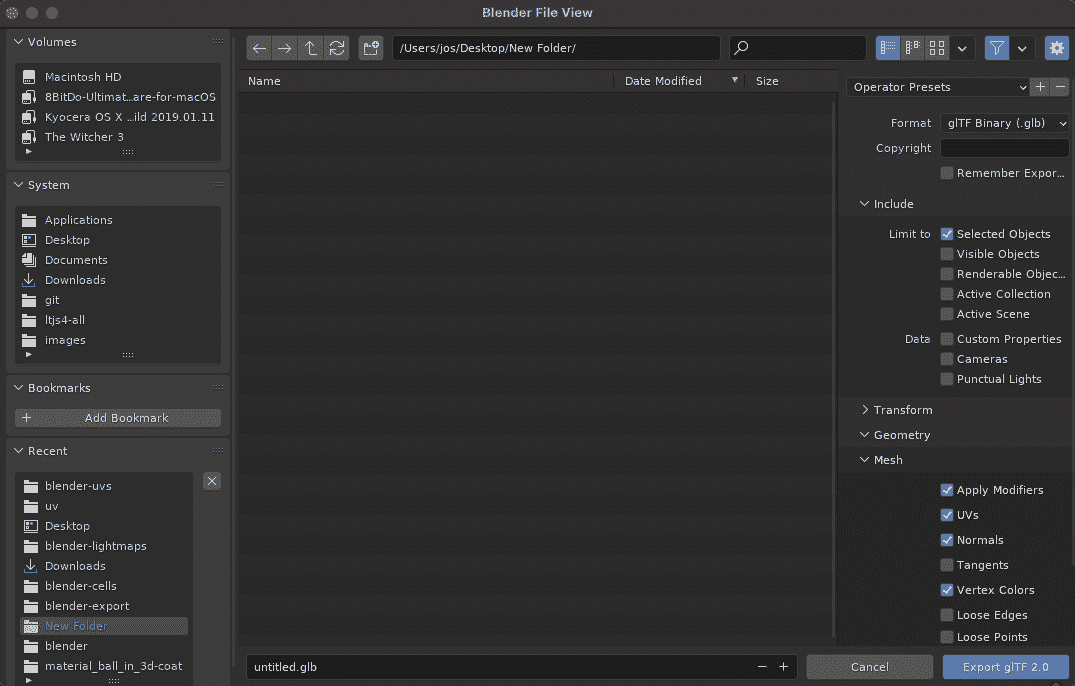 Blender File View
Volumes
Macintosh HD
8BitDo-Ultimat...are-for-macOS
Kyocera OS X ...ild 2019.01.11
The Witcher 3
System
Applications
Desktop
Documents
Downloads
git
ltjs4-all
images
Bookmarks
Add Bookmark
Recent
blender-uvs
uv
Desktop
blender-lightmaps
Downloads
blender-cells
blender-export
New Folder
blender
material_ball_in_3d-coat
/Users/jos/Desktop/New Folder/
Name Date Modified Size
untitled.glb
Cancel
Export glTF 2.0
Operator Presets
Format glTF Binary (.glb)
Copyright
Remember Expor...
Include
Limit to Selected Objects
Visible Objects
Renderable Objec...
Active Collection
Active Scene
Data Custom Properties
Cameras
Punctual Lights
Transform
Geometry
Mesh
Apply Modifiers
UVs
Normals
Tangents
Vertex Colors
Loose Edges
Loose Points